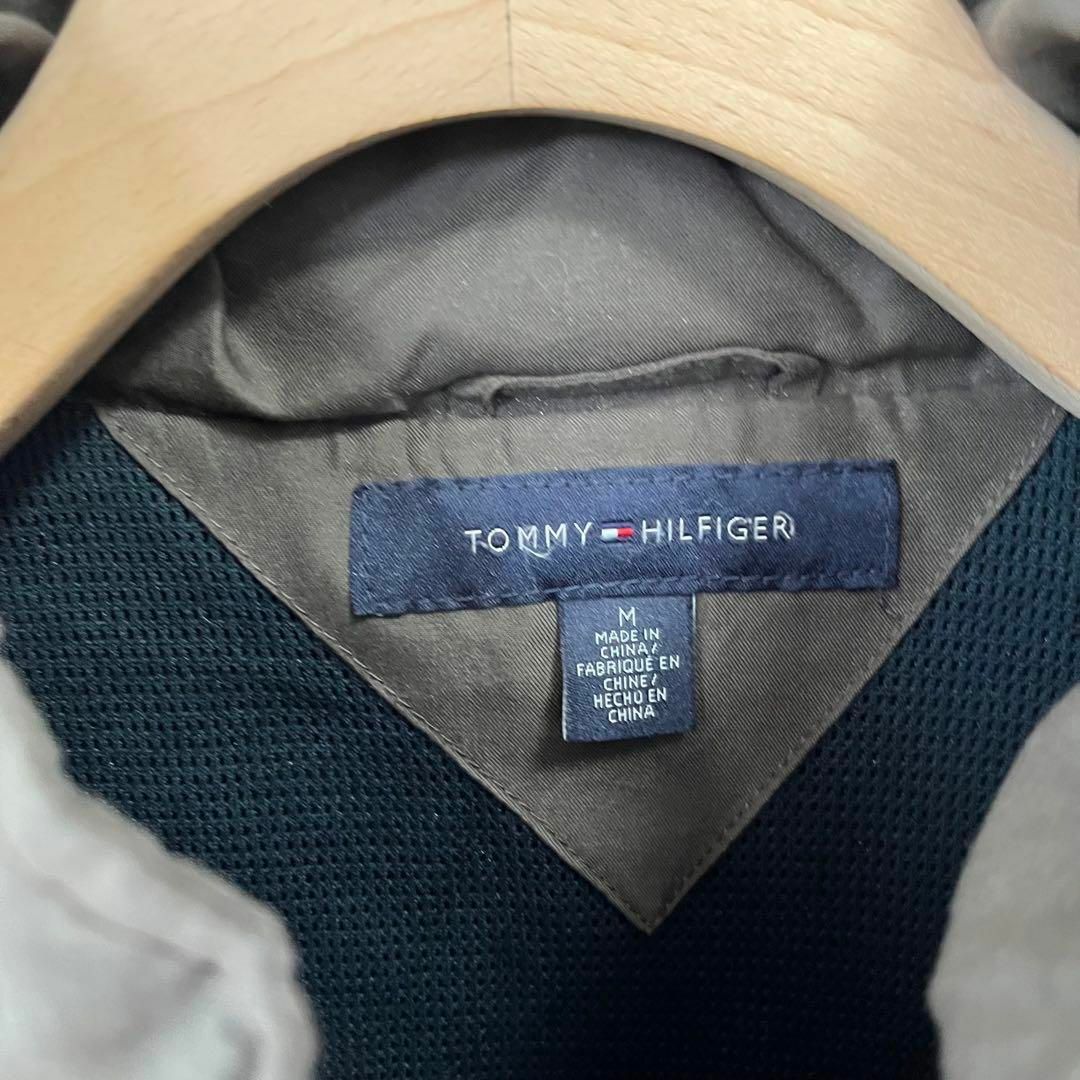 TOMMY HILFIGER
M
MADE IN
CHINA/
FABRIQUÉ EN
CHINE/
HECHO EN
CHINA